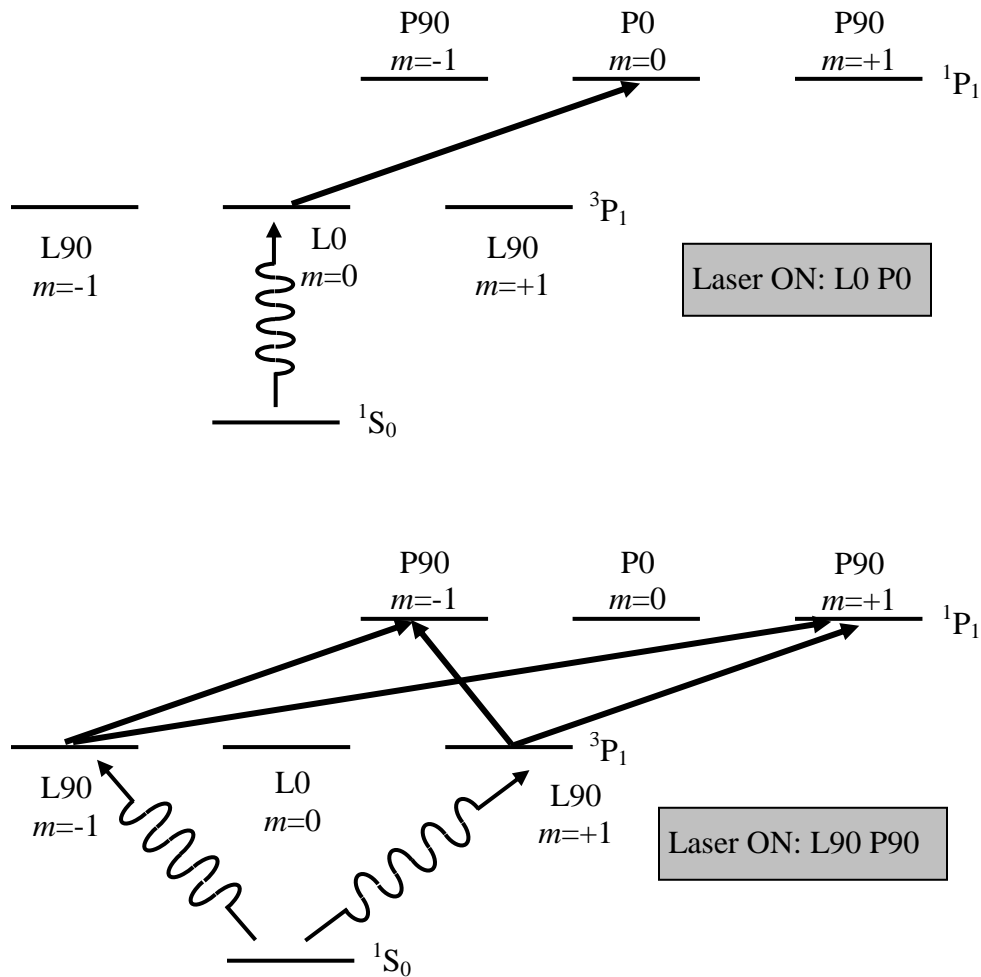 P90 P0 P90
m=-1 m=0 m=+1
¹P₁
³P₁
L90 L0 L90
m=-1 m=0 m=+1
Laser ON: L0 P0
¹S₀
P90 P0 P90
m=-1 m=0 m=+1
¹P₁
³P₁
L90 L0 L90
m=-1 m=0 m=+1
Laser ON: L90 P90
¹S₀